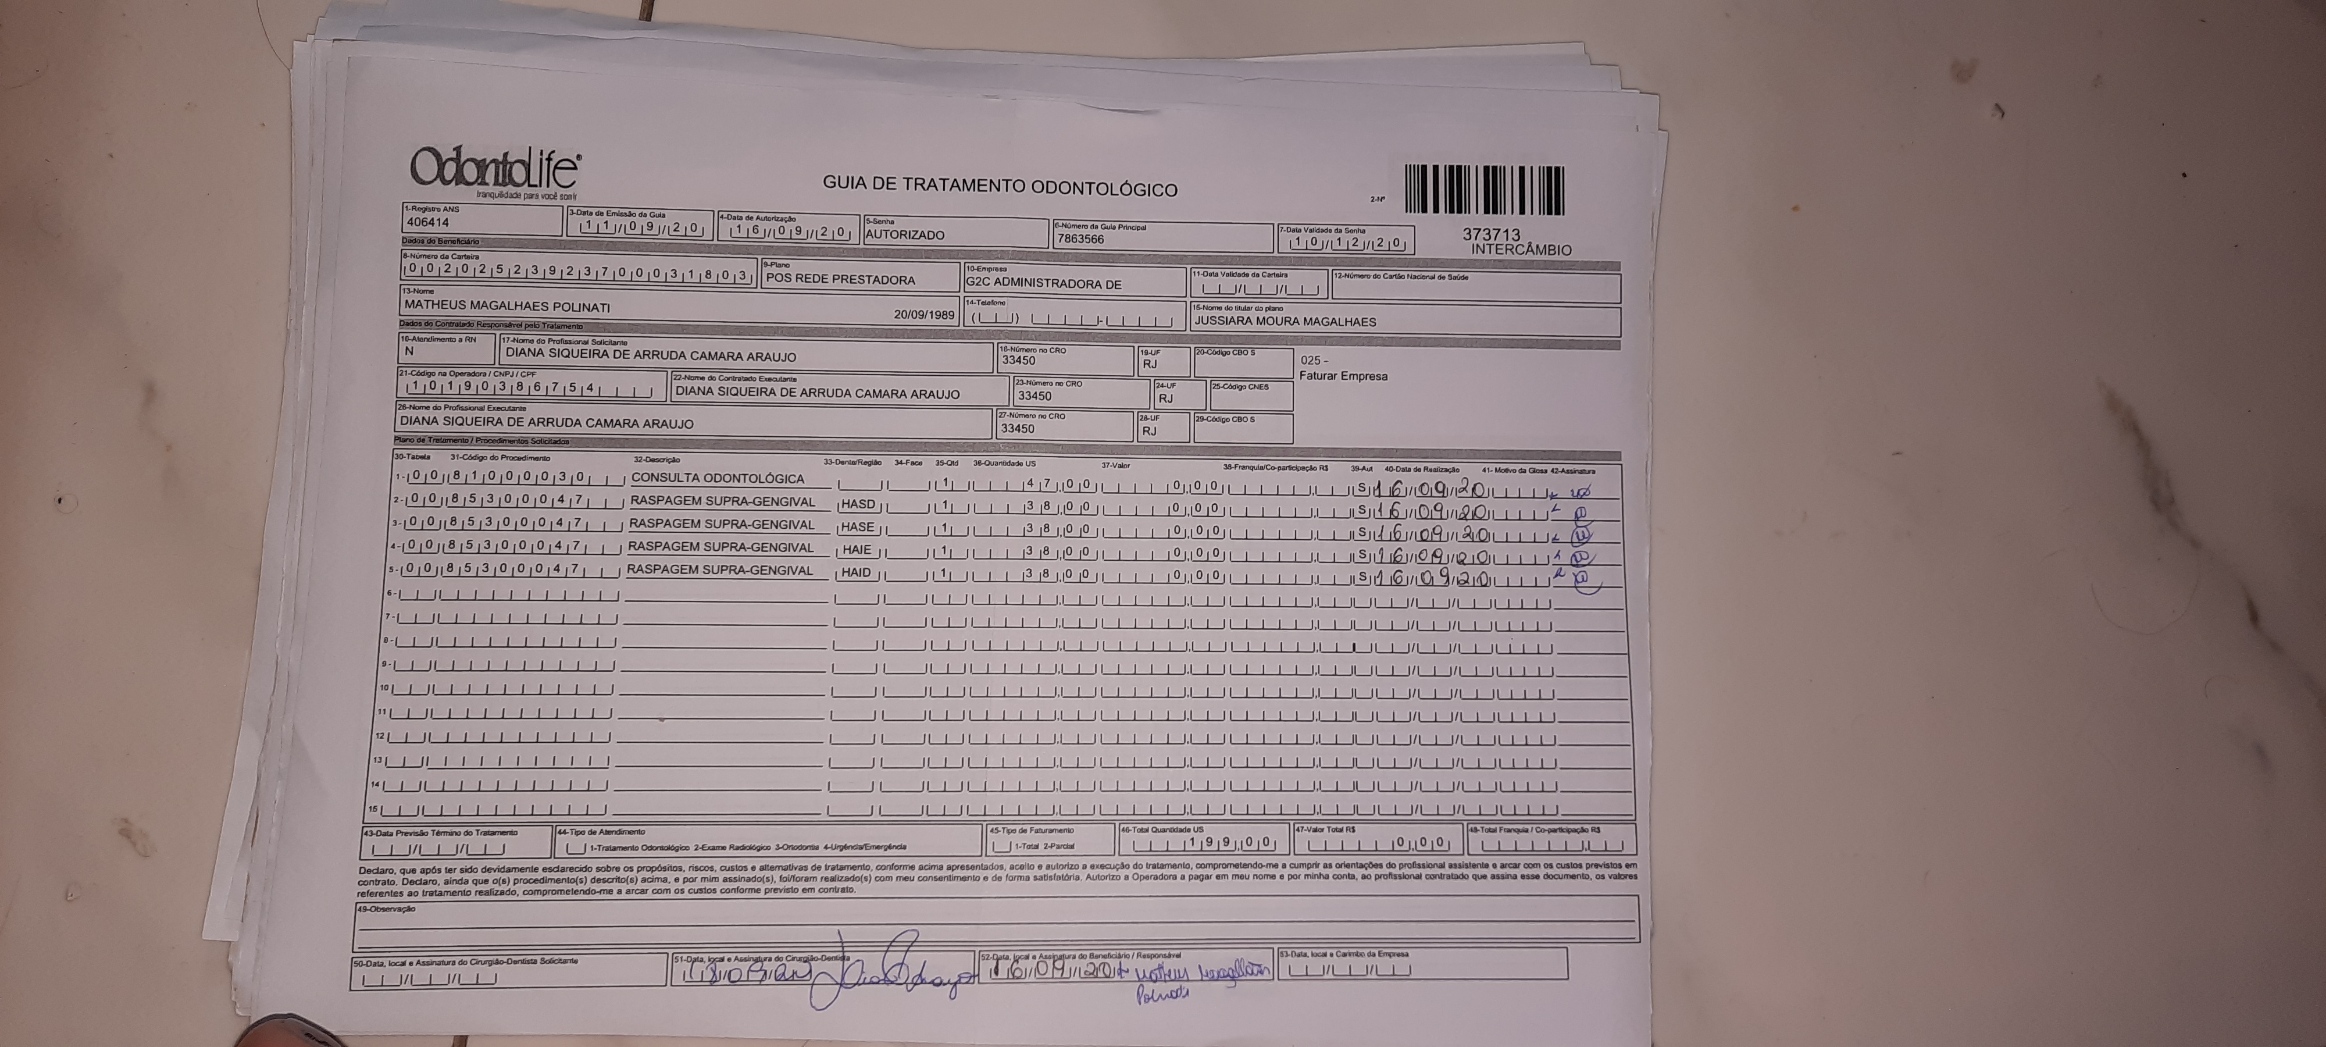 OdontoLife®
tranquilidade para você sorrir
GUIA DE TRATAMENTO ODONTOLÓGICO
2-Nº
373713
INTERCÂMBIO
1-Registro ANS
406414
3-Data de Emissão da Guia
11/09/20
4-Data de Autorização
16/09/20
5-Senha
AUTORIZADO
6-Número da Guia Principal
7863566
7-Data Validade da Senha
10/12/20
Dados do Beneficiário
8-Número da Carteira
00202523923700031803
9-Plano
POS REDE PRESTADORA
10-Empresa
G2C ADMINISTRADORA DE
11-Data Validade da Carteira
12-Número do Cartão Nacional de Saúde
13-Nome
MATHEUS MAGALHAES POLINATI 20/09/1989
14-Telefone
15-Nome do titular do plano
JUSSIARA MOURA MAGALHAES
Dados do Contratado Responsável pelo Tratamento
16-Atendimento a RN
N
17-Nome do Profissional Solicitante
DIANA SIQUEIRA DE ARRUDA CAMARA ARAUJO
18-Número no CRO
33450
19-UF
RJ
20-Código CBO S
025 -
Faturar Empresa
21-Código na Operadora / CNPJ / CPF
10190386754
22-Nome do Contratado Executante
DIANA SIQUEIRA DE ARRUDA CAMARA ARAUJO
23-Número no CRO
33450
24-UF
RJ
25-Código CNES
26-Nome do Profissional Executante
DIANA SIQUEIRA DE ARRUDA CAMARA ARAUJO
27-Número no CRO
33450
28-UF
RJ
29-Código CBO S
Plano de Tratamento / Procedimentos Solicitados
30-Tabela 31-Código do Procedimento 32-Descrição 33-Dente/Região 34-Face 35-Qtd 36-Quantidade US 37-Valor 38-Franquia/Co-participação R$ 39-Aut 40-Data de Realização 41- Motivo da Glosa 42-Assinatura
1- 00 81000030 CONSULTA ODONTOLÓGICA 1 47,00 0,00 S 16/09/20
2- 00 85300047 RASPAGEM SUPRA-GENGIVAL HASD 1 38,00 0,00 S 16/09/20
3- 00 85300047 RASPAGEM SUPRA-GENGIVAL HASE 1 38,00 0,00 S 16/09/20
4- 00 85300047 RASPAGEM SUPRA-GENGIVAL HAIE 1 38,00 0,00 S 16/09/20
5- 00 85300047 RASPAGEM SUPRA-GENGIVAL HAID 1 38,00 0,00 S 16/09/20
6-
7-
8-
9-
10
11
12
13
14
15
43-Data Previsão Término do Tratamento
44-Tipo de Atendimento
1-Tratamento Odontológico 2-Exame Radiológico 3-Ortodontia 4-Urgência/Emergência
45-Tipo de Faturamento
1-Total 2-Parcial
46-Total Quantidade US
199,00
47-Valor Total R$
0,00
48-Total Franquia / Co-participação R$
Declaro, que após ter sido devidamente esclarecido sobre os propósitos, riscos, custos e alternativas de tratamento, conforme acima apresentados, aceito e autorizo a execução do tratamento, comprometendo-me a cumprir as orientações do profissional assistente e arcar com os custos previstos em
contrato. Declaro, ainda que o(s) procedimento(s) descrito(s) acima, e por mim assinado(s), foi/foram realizado(s) com meu consentimento e de forma satisfatória. Autorizo a Operadora a pagar em meu nome e por minha conta, ao profissional contratado que assina esse documento, os valores
referentes ao tratamento realizado, comprometendo-me a arcar com os custos conforme previsto em contrato.
49-Observação
50-Data, local e Assinatura do Cirurgião-Dentista Solicitante
51-Data, local e Assinatura do Cirurgião-Dentista
52-Data, local e Assinatura do Beneficiário / Responsável
16/09/20 Matheus Magalhães
Polinati
53-Data, local e Carimbo da Empresa